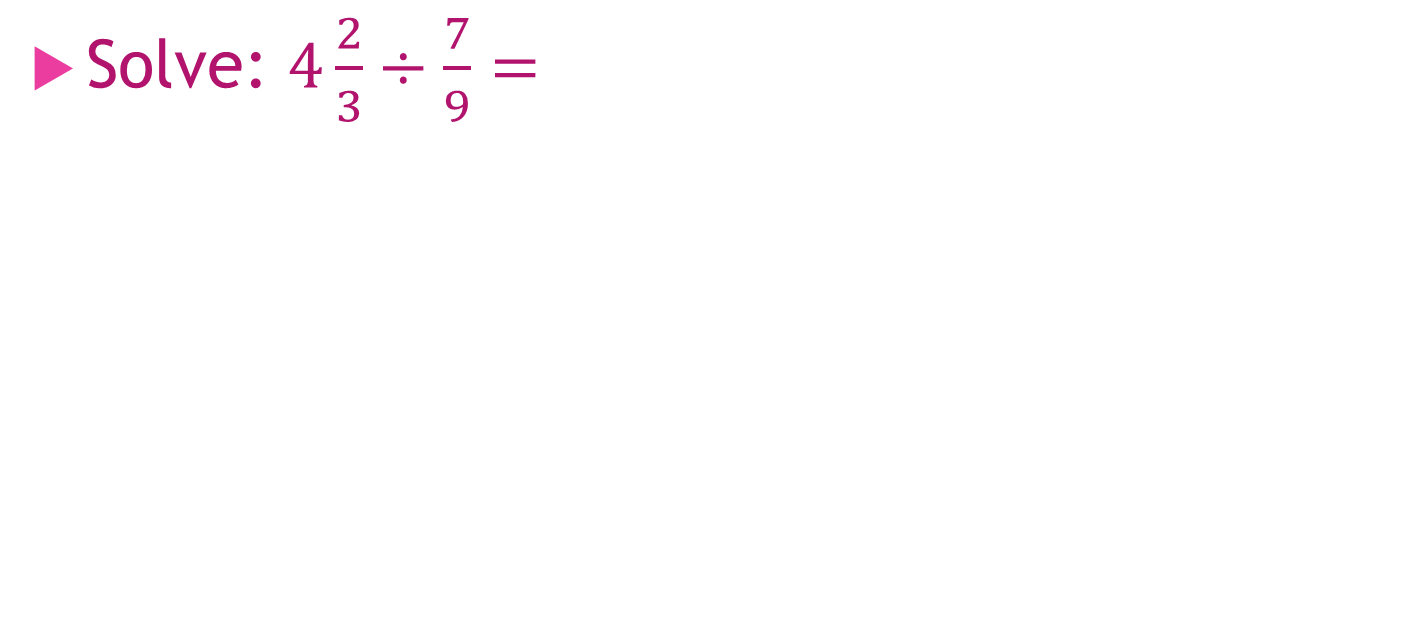 Solve: 4 2/3 ÷ 7/9 =